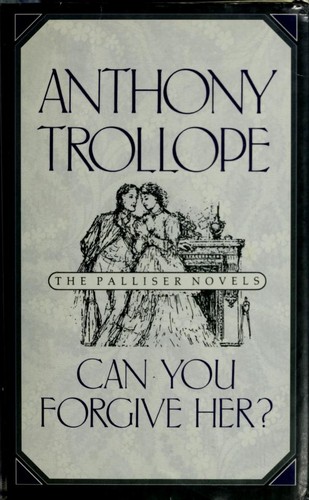 ANTHONY
TROLLOPE
THE PALLISER NOVELS
CAN YOU
FORGIVE HER?